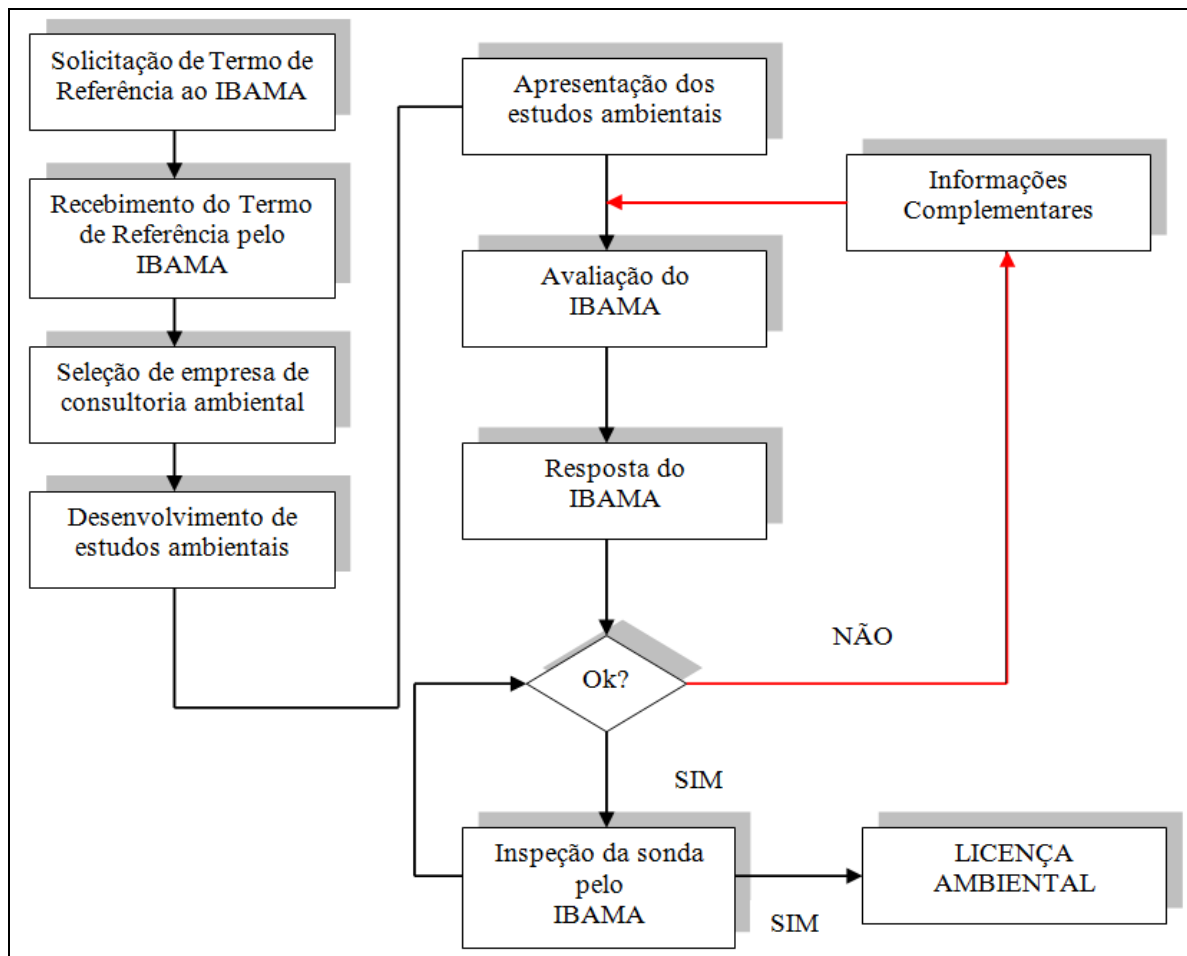 Solicitação de Termo de
Referência ao IBAMA
Recebimento do Termo
de Referência pelo
IBAMA
Seleção de empresa de
consultoria ambiental
Desenvolvimento de
estudos ambientais
Apresentação dos
estudos ambientais
Informações
Complementares
Avaliação do
IBAMA
Resposta do
IBAMA
Ok?
NÃO
SIM
Inspeção da sonda
pelo
IBAMA
SIM
LICENÇA
AMBIENTAL